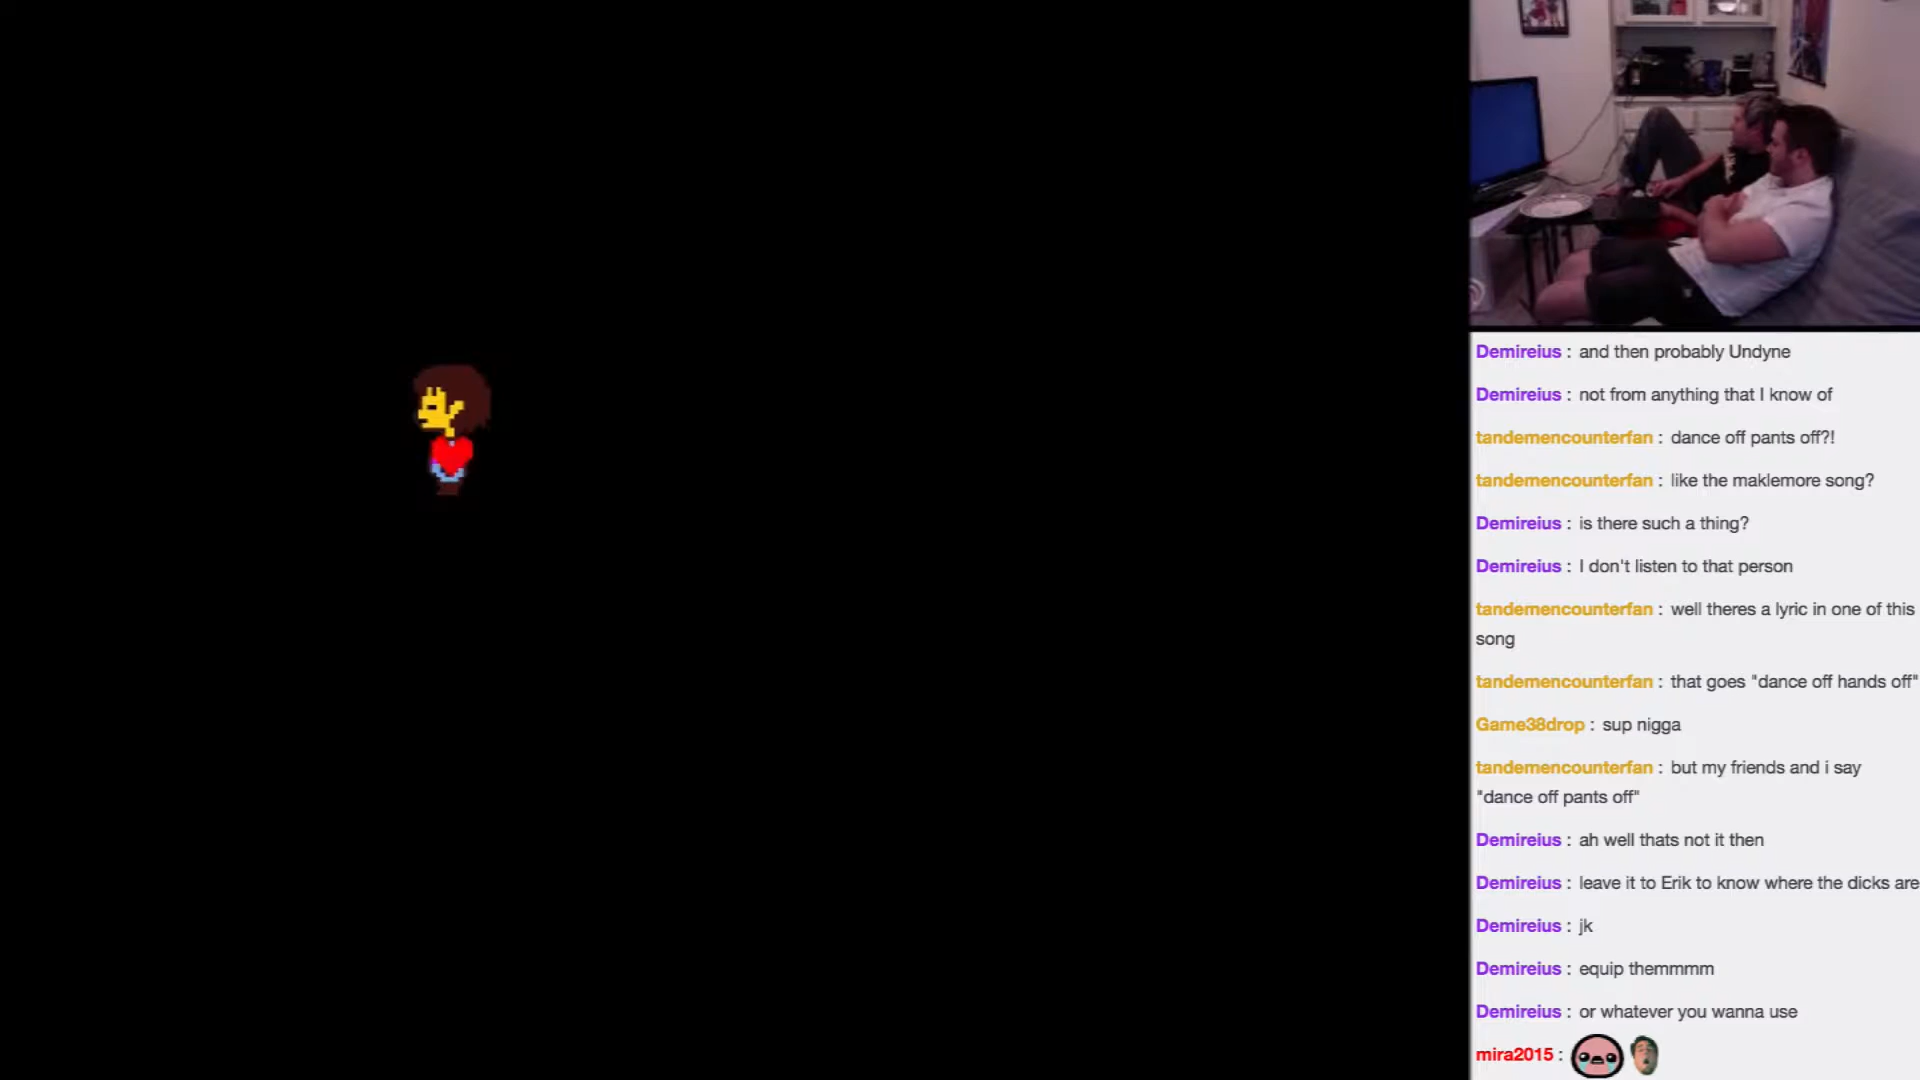 Demireius : and then probably Undyne
Demireius : not from anything that I know of
tandemencounterfan : dance off pants off?!
tandemencounterfan : like the maklemore song?
Demireius : is there such a thing?
Demireius : I don't listen to that person
tandemencounterfan : well theres a lyric in one of this
song
tandemencounterfan : that goes "dance off hands off"
Game38drop : sup nigga
tandemencounterfan : but my friends and i say
"dance off pants off"
Demireius : ah well thats not it then
Demireius : leave it to Erik to know where the dicks are
Demireius : jk
Demireius : equip themmmm
Demireius : or whatever you wanna use
mira2015 :